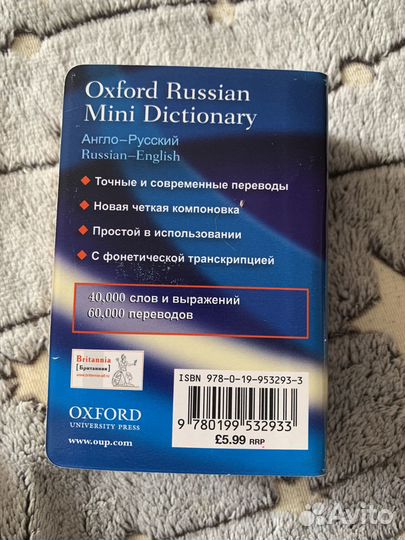 Oxford Russian
Mini Dictionary
Англо–Русский
Russian–English
Точные и современные переводы
Новая четкая компоновка
Простой в использовании
С фонетической транскрипцией
40,000 слов и выражений
60,000 переводов
Britannia
[Британия]
ISBN 978-0-19-953293-3
9 780199 532933
£5.99 RRP
OXFORD
UNIVERSITY PRESS
www.oup.com
Avito